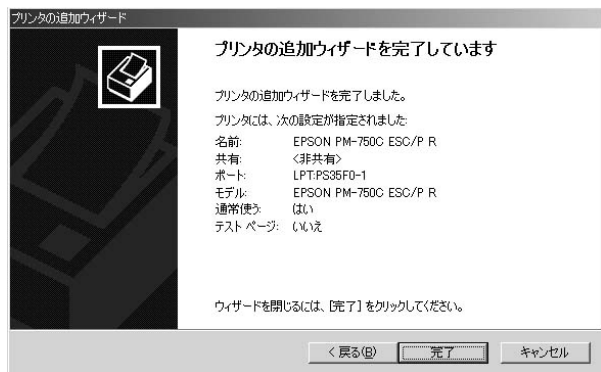 プリンタの追加ウィザード
プリンタの追加ウィザードを完了しています
プリンタの追加ウィザードを完了しました。
プリンタには、次の設定が指定されました:
名前: EPSON PM-750C ESC/P R
共有: <非共有>
ポート: LPT:PS35F0-1
モデル: EPSON PM-750C ESC/P R
通常使う: はい
テスト ページ: いいえ
ウィザードを閉じるには、[完了] をクリックしてください。
< 戻る(B) 完了 キャンセル